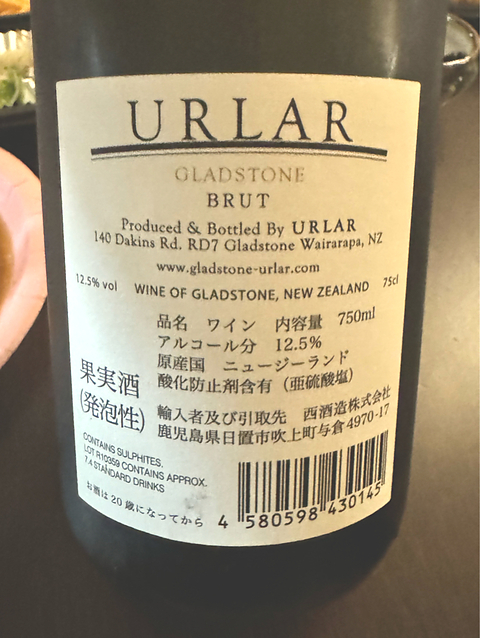 URLAR
GLADSTONE
BRUT
Produced & Bottled By URLAR
140 Dakins Rd. RD7 Gladstone Wairarapa, NZ
www.gladstone-urlar.com
12.5% vol WINE OF GLADSTONE, NEW ZEALAND 75cl
品名 ワイン 内容量 750ml
アルコール分 12.5%
原産国 ニュージーランド
酸化防止剤含有(亜硫酸塩)
果実酒
(発泡性)
輸入者及び引取先 西酒造株式会社
鹿児島県日置市吹上町与倉4970-17
CONTAINS SULPHITES.
LOT R10359 CONTAINS APPROX.
7.4 STANDARD DRINKS
お酒は20歳になってから
4 580598 430145